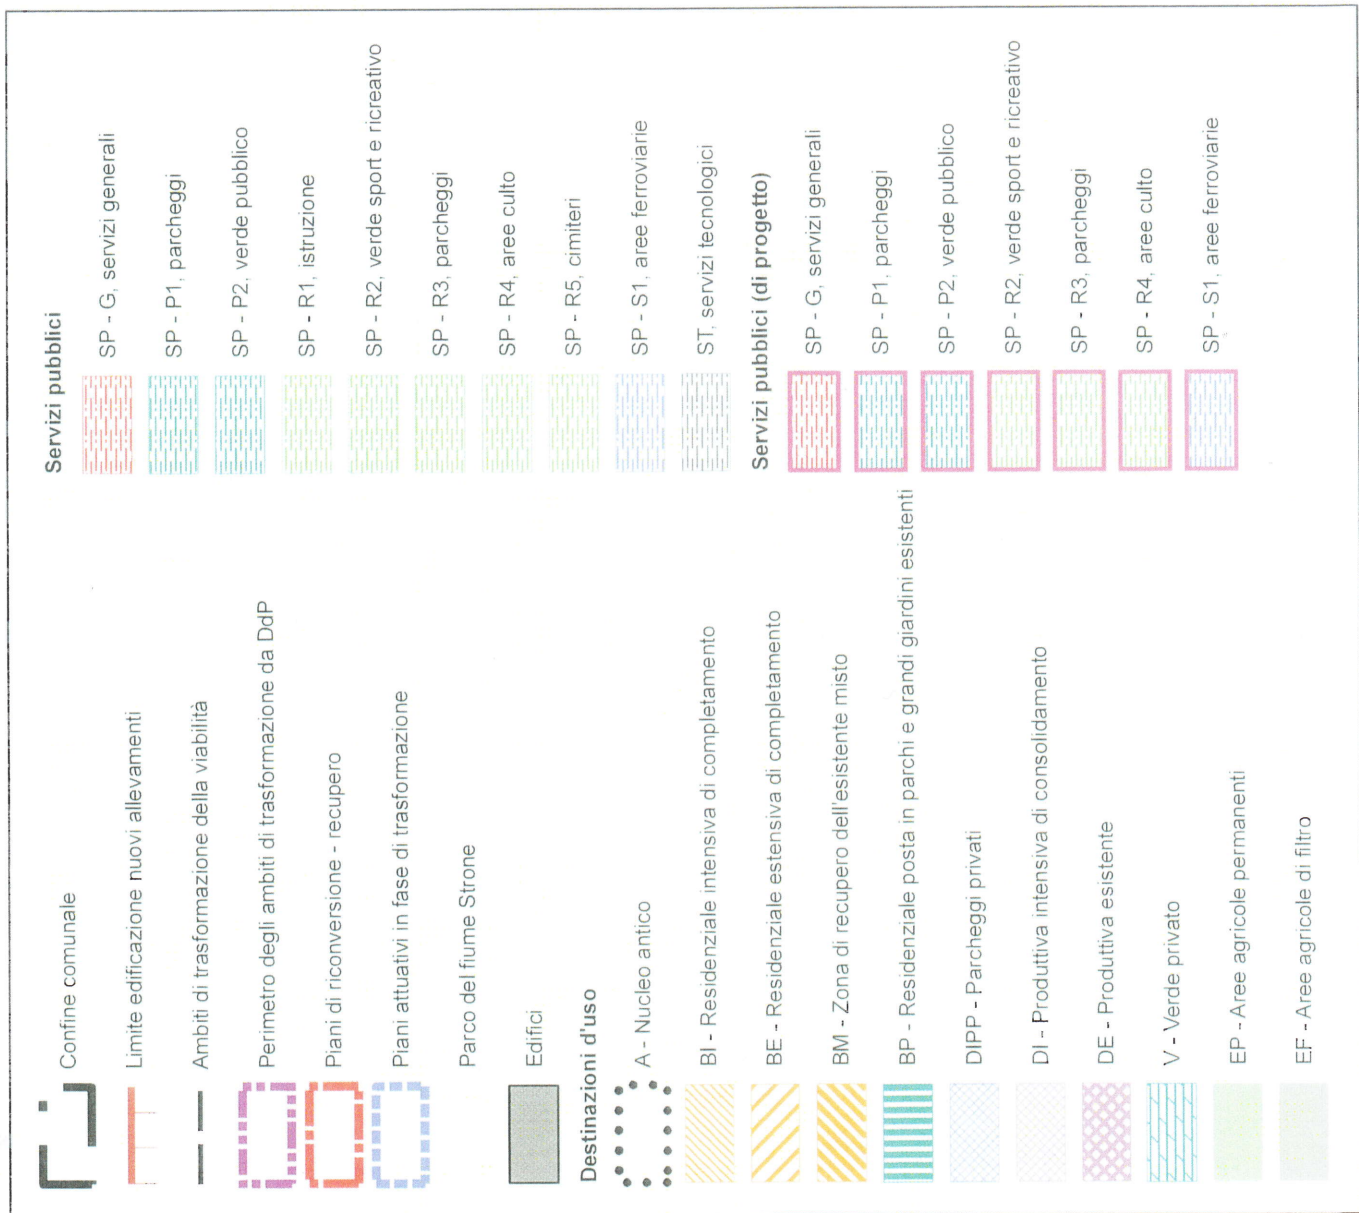 Confine comunale
Limite edificazione nuovi allevamenti
Ambiti di trasformazione della viabilità
Perimetro degli ambiti di trasformazione da DdP
Piani di riconversione - recupero
Piani attuativi in fase di trasformazione
Parco del fiume Strone
Edifici
Destinazioni d'uso
A - Nucleo antico
BI - Residenziale intensiva di completamento
BE - Residenziale estensiva di completamento
BM - Zona di recupero dell'esistente misto
BP - Residenziale posta in parchi e grandi giardini esistenti
DIPP - Parcheggi privati
DI - Produttiva intensiva di consolidamento
DE - Produttiva esistente
V - Verde privato
EP - Aree agricole permanenti
EF - Aree agricole di filtro
Servizi pubblici
SP - G, servizi generali
SP - P1, parcheggi
SP - P2, verde pubblico
SP - R1, istruzione
SP - R2, verde sport e ricreativo
SP - R3, parcheggi
SP - R4, aree culto
SP - R5, cimiteri
SP - S1, aree ferroviarie
ST, servizi tecnologici
Servizi pubblici (di progetto)
SP - G, servizi generali
SP - P1, parcheggi
SP - P2, verde pubblico
SP - R2, verde sport e ricreativo
SP - R3, parcheggi
SP - R4, aree culto
SP - S1, aree ferroviarie